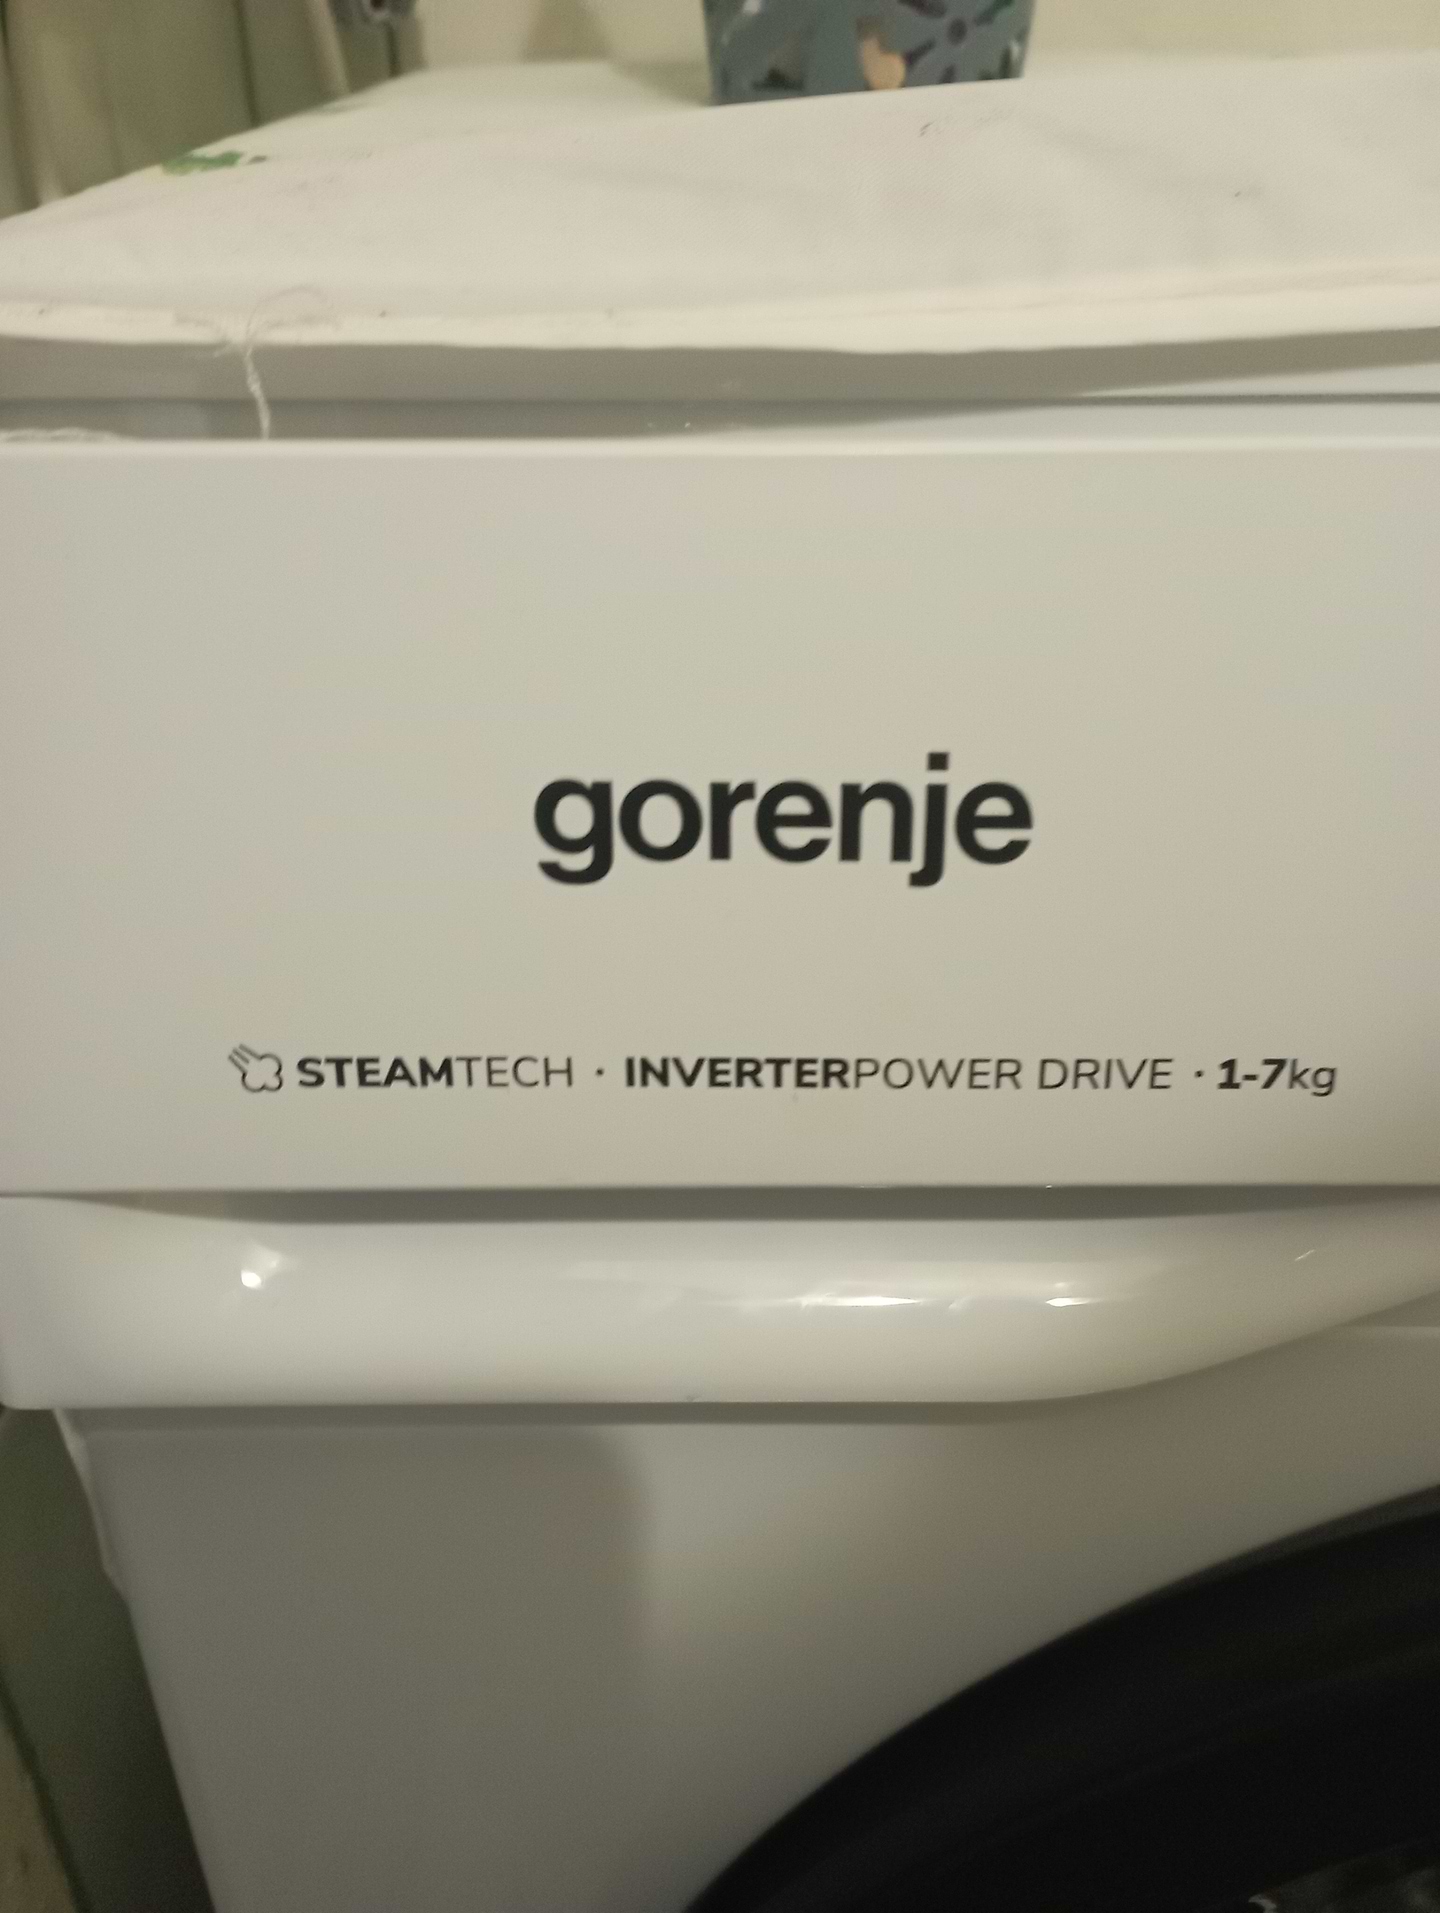 gorenje
STEAMTECH · INVERTERPOWER DRIVE · 1-7kg